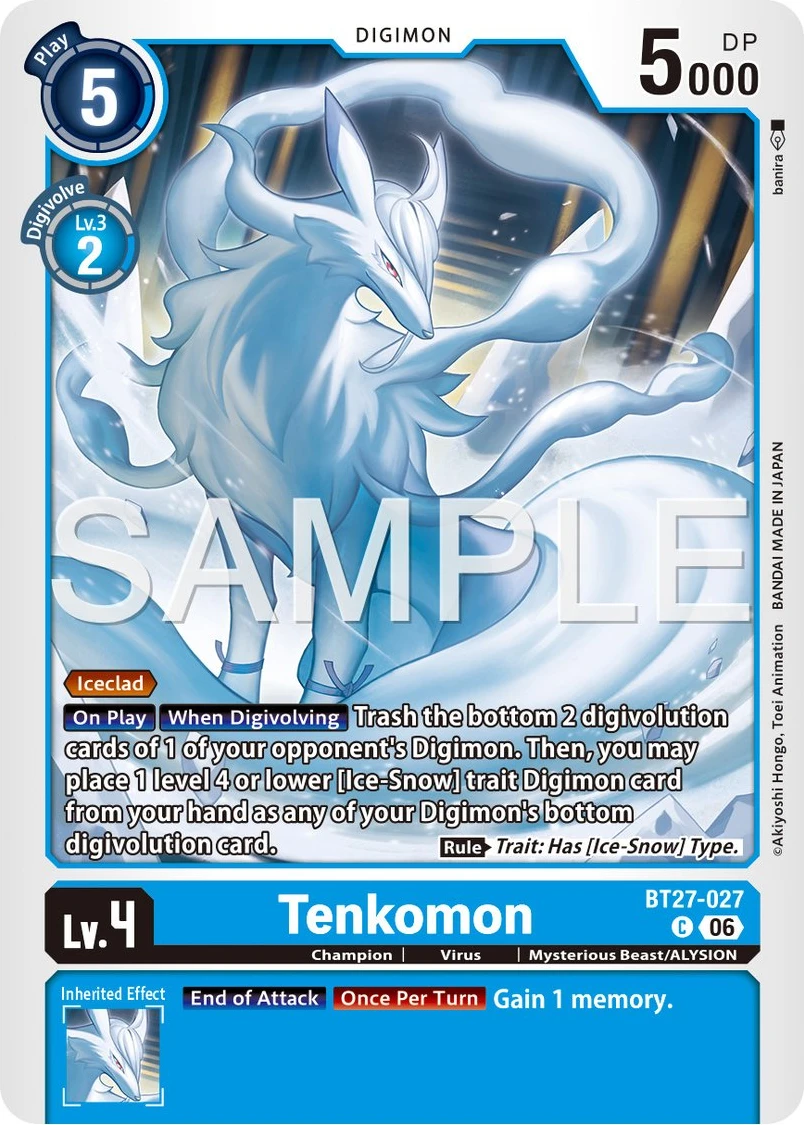 DIGIMON
Play
5
5000
DP
Digivolve
Lv.3
2
banira
SAMPLE
©Akiyoshi Hongo, Toei Animation BANDAI MADE IN JAPAN
Iceclad
On Play When Digivolving Trash the bottom 2 digivolution
cards of 1 of your opponent's Digimon. Then, you may
place 1 level 4 or lower [Ice-Snow] trait Digimon card
from your hand as any of your Digimon's bottom
digivolution card.
Rule Trait: Has [Ice-Snow] Type.
Lv.4
Tenkomon
BT27-027
C 06
Champion | Virus | Mysterious Beast/ALYSION
Inherited Effect
End of Attack Once Per Turn Gain 1 memory.